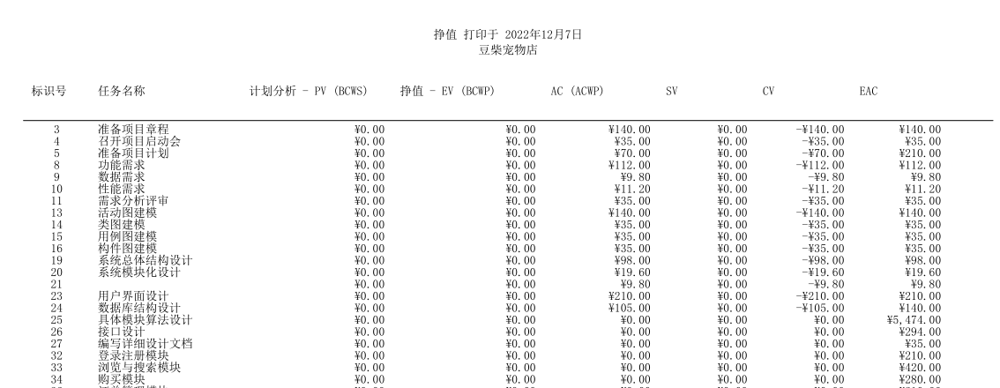 挣值 打印于 2022年12月7日
豆柴宠物店
标识号 任务名称 计划分析 - PV (BCWS) 挣值 - EV (BCWP) AC (ACWP) SV CV EAC
3 准备项目章程 ¥0.00 ¥0.00 ¥140.00 ¥0.00 -¥140.00 ¥140.00
4 召开项目启动会 ¥0.00 ¥0.00 ¥35.00 ¥0.00 -¥35.00 ¥35.00
5 准备项目计划 ¥0.00 ¥0.00 ¥70.00 ¥0.00 -¥70.00 ¥210.00
8 功能需求 ¥0.00 ¥0.00 ¥112.00 ¥0.00 -¥112.00 ¥112.00
9 数据需求 ¥0.00 ¥0.00 ¥9.80 ¥0.00 -¥9.80 ¥9.80
10 性能需求 ¥0.00 ¥0.00 ¥11.20 ¥0.00 -¥11.20 ¥11.20
11 需求分析评审 ¥0.00 ¥0.00 ¥35.00 ¥0.00 -¥35.00 ¥35.00
13 活动图建模 ¥0.00 ¥0.00 ¥140.00 ¥0.00 -¥140.00 ¥140.00
14 类图建模 ¥0.00 ¥0.00 ¥35.00 ¥0.00 -¥35.00 ¥35.00
15 用例图建模 ¥0.00 ¥0.00 ¥35.00 ¥0.00 -¥35.00 ¥35.00
16 构件图建模 ¥0.00 ¥0.00 ¥35.00 ¥0.00 -¥35.00 ¥35.00
19 系统总体结构设计 ¥0.00 ¥0.00 ¥98.00 ¥0.00 -¥98.00 ¥98.00
20 系统模块化设计 ¥0.00 ¥0.00 ¥19.60 ¥0.00 -¥19.60 ¥19.60
21 ¥0.00 ¥0.00 ¥9.80 ¥0.00 -¥9.80 ¥9.80
23 用户界面设计 ¥0.00 ¥0.00 ¥210.00 ¥0.00 -¥210.00 ¥210.00
24 数据库结构设计 ¥0.00 ¥0.00 ¥105.00 ¥0.00 -¥105.00 ¥140.00
25 具体模块算法设计 ¥0.00 ¥0.00 ¥0.00 ¥0.00 ¥0.00 ¥5,474.00
26 接口设计 ¥0.00 ¥0.00 ¥0.00 ¥0.00 ¥0.00 ¥294.00
27 编写详细设计文档 ¥0.00 ¥0.00 ¥0.00 ¥0.00 ¥0.00 ¥35.00
32 登录注册模块 ¥0.00 ¥0.00 ¥0.00 ¥0.00 ¥0.00 ¥210.00
33 浏览与搜索模块 ¥0.00 ¥0.00 ¥0.00 ¥0.00 ¥0.00 ¥420.00
34 购买模块 ¥0.00 ¥0.00 ¥0.00 ¥0.00 ¥0.00 ¥280.00